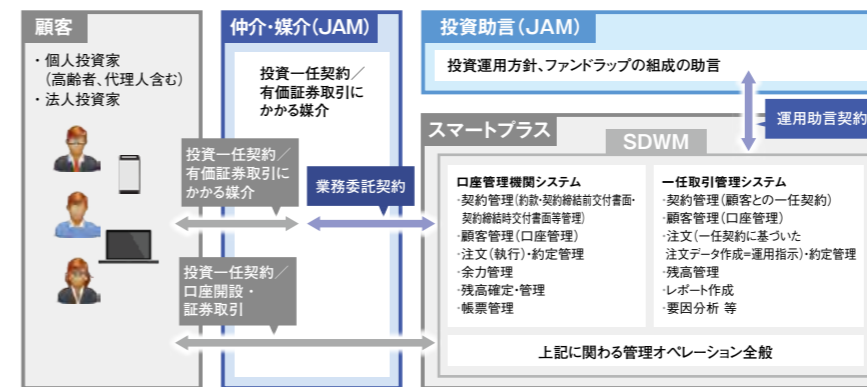 顧客
・個人投資家
(高齢者、代理人含む)
・法人投資家
仲介・媒介(JAM)
投資一任契約／
有価証券取引に
かかる媒介
投資助言(JAM)
投資運用方針、ファンドラップの組成の助言
運用助言契約
投資一任契約／
有価証券取引に
かかる媒介
業務委託契約
投資一任契約／
口座開設・
証券取引
スマートプラス
SDWM
口座管理機関システム
・契約管理(約款・契約締結前交付書面・
契約締結時交付書面等管理)
・顧客管理(口座管理)
・注文(執行)・約定管理
・余力管理
・残高確定・管理
・帳票管理
一任取引管理システム
・契約管理(顧客との一任契約)
・顧客管理(口座管理)
・注文(一任契約に基づいた
注文データ作成=運用指示)・約定管理
・残高管理
・レポート作成
・要因分析 等
上記に関わる管理オペレーション全般